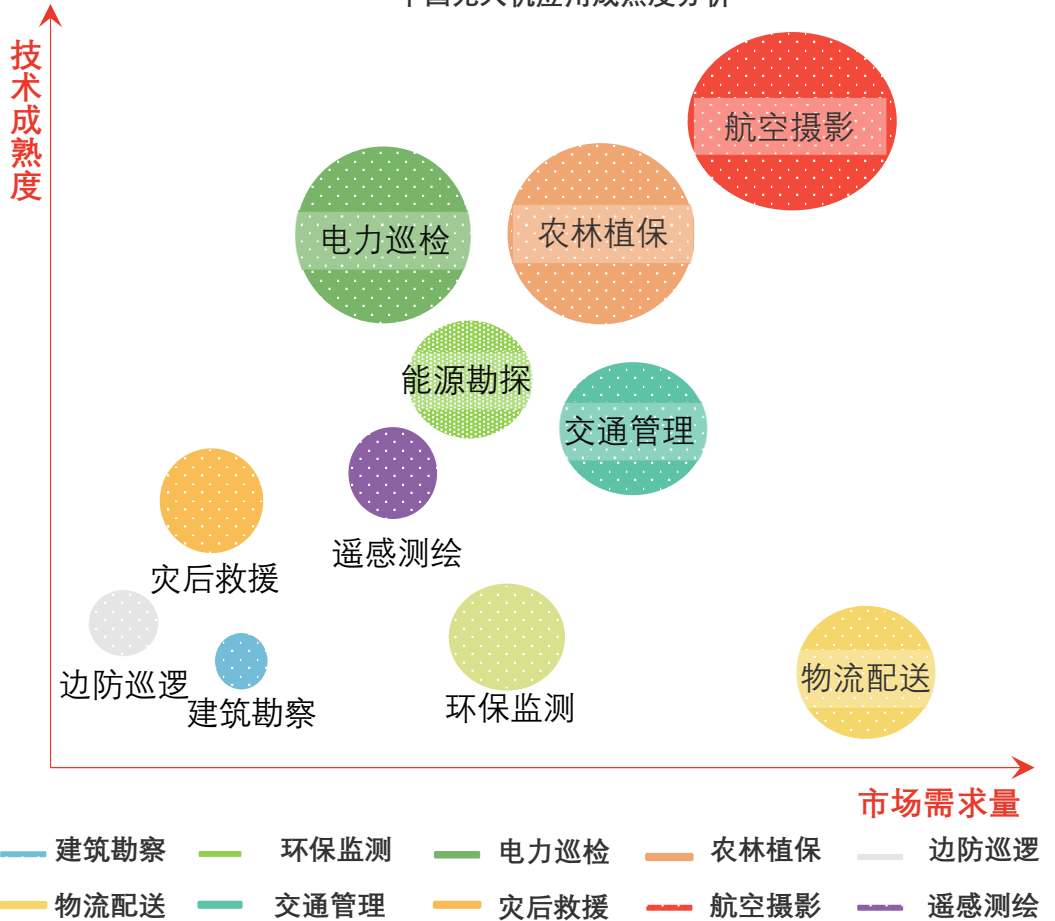 技术成熟度
航空摄影
电力巡检
农林植保
能源勘探
交通管理
遥感测绘
灾后救援
边防巡逻
建筑勘察
环保监测
物流配送
市场需求量
建筑勘察 环保监测 电力巡检 农林植保 边防巡逻
物流配送 交通管理 灾后救援 航空摄影 遥感测绘